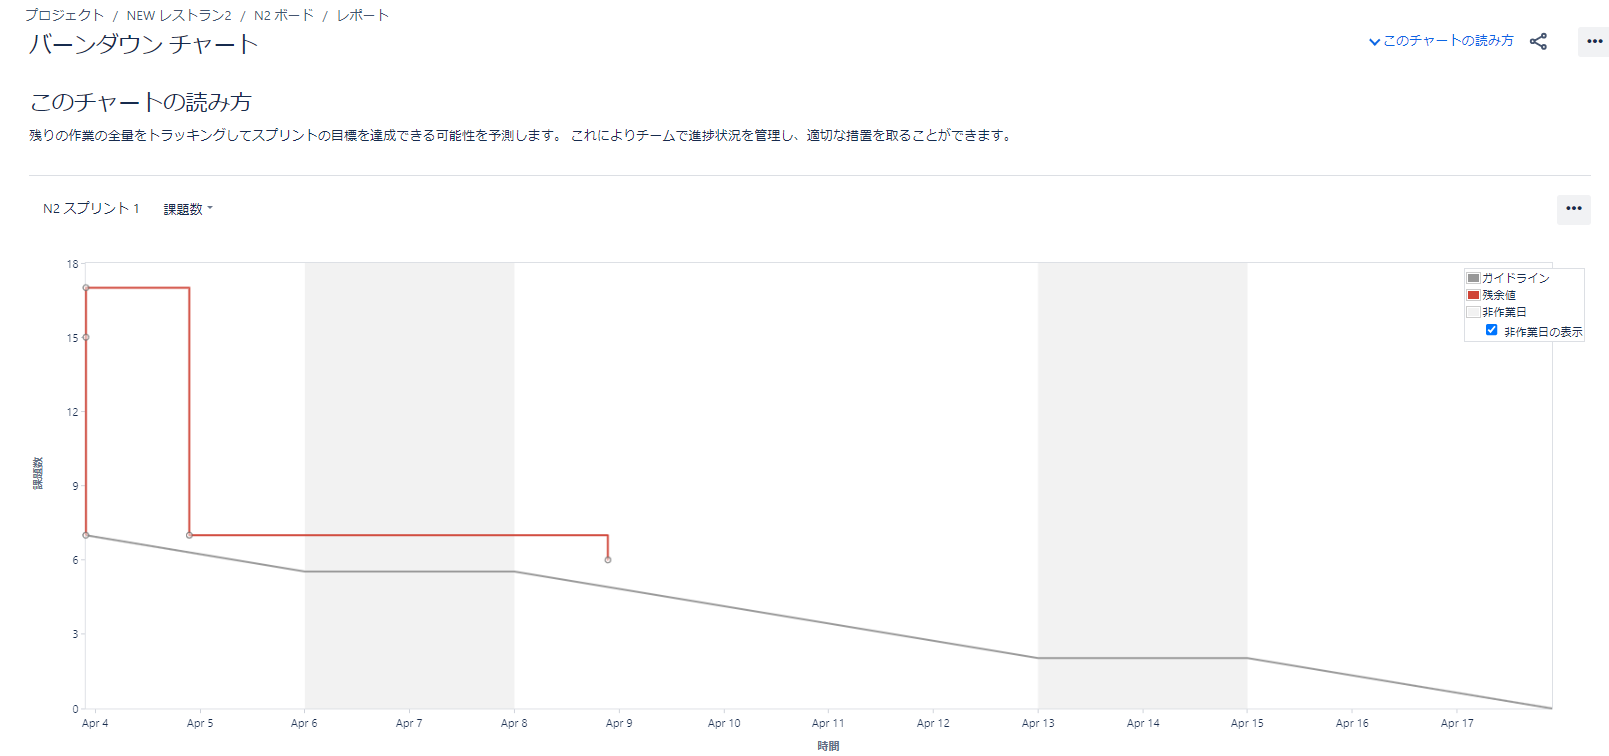 プロジェクト / NEW レストラン2 / N2 ボード / レポート
バーンダウン チャート
このチャートの読み方
このチャートの読み方
残りの作業の全量をトラッキングしてスプリントの目標を達成できる可能性を予測します。 これによりチームで進捗状況を管理し、適切な措置を取ることができます。
N2 スプリント 1 課題数
ガイドライン
残余値
非作業日
非作業日の表示
18
15
12
9
6
3
0
課題数
Apr 4 Apr 5 Apr 6 Apr 7 Apr 8 Apr 9 Apr 10 Apr 11 Apr 12 Apr 13 Apr 14 Apr 15 Apr 16 Apr 17
時間